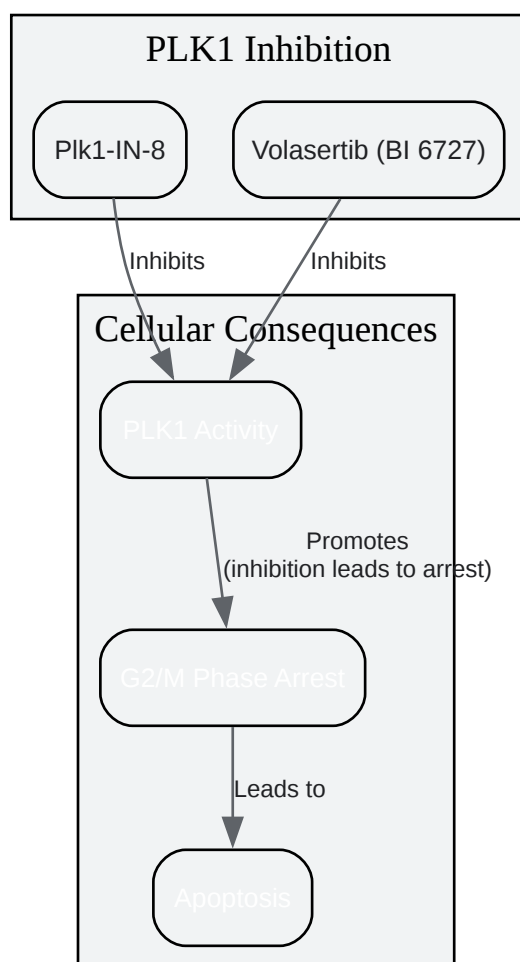 PLK1 Inhibition
Plk1-IN-8
Volasertib (BI 6727)
Inhibits
Inhibits
Cellular Consequences
PLK1 Activity
Promotes
(inhibition leads to arrest)
G2/M Phase Arrest
Leads to
Apoptosis